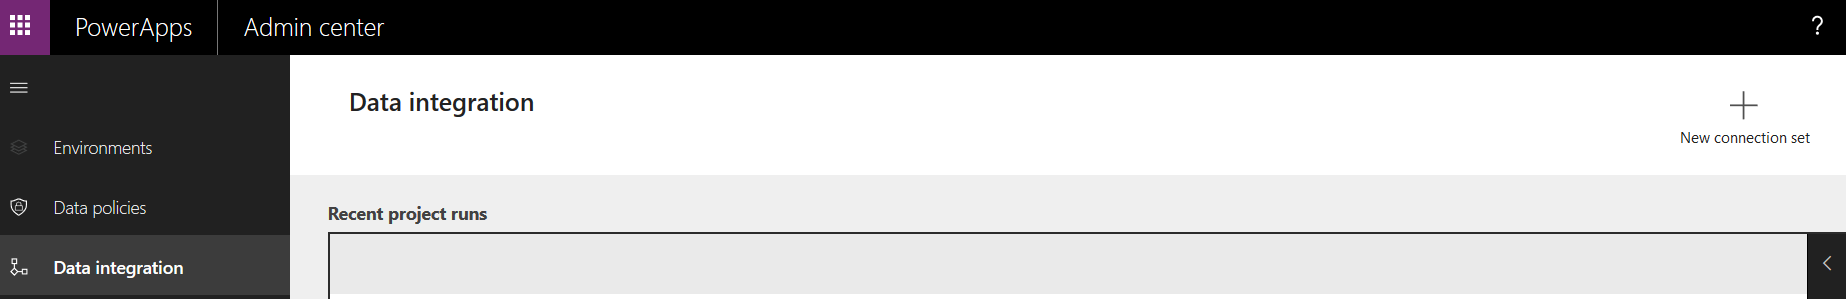 PowerApps Admin center ?
Data integration
New connection set
Environments
Data policies
Data integration
Recent project runs